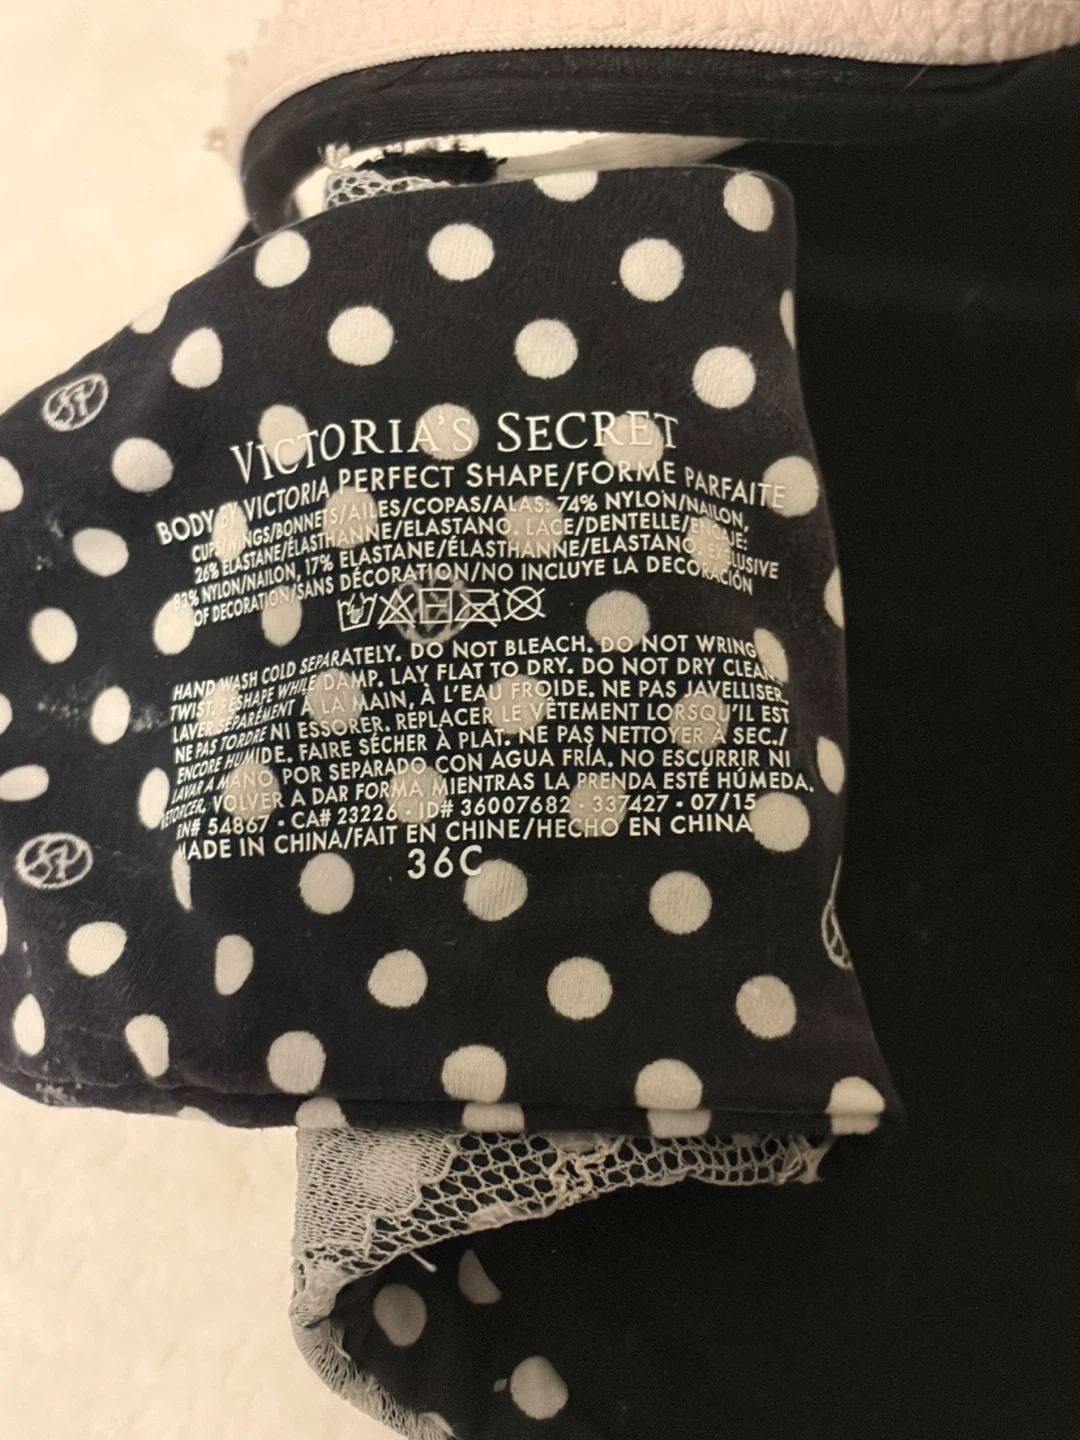 VICTORIA'S SECRET
BODY BY VICTORIA PERFECT SHAPE/FORME PARFAITE
CUPS/WINGS/BONNETS/AILES/COPAS/ALAS: 74% NYLON/NAILON,
26% ELASTANE/ÉLASTHANNE/ELASTANO. LACE/DENTELLE/ENCAJE:
83% NYLON/NAILON, 17% ELASTANE/ÉLASTHANNE/ELASTANO. EXCLUSIVE
OF DECORATION/SANS DÉCORATION/NO INCLUYE LA DECORACIÓN
HAND WASH COLD SEPARATELY. DO NOT BLEACH. DO NOT WRING
TWIST. RESHAPE WHILE DAMP. LAY FLAT TO DRY. DO NOT DRY CLEAN.
LAVER SÉPARÉMENT À LA MAIN, À L'EAU FROIDE. NE PAS JAVELLISER.
NE PAS TORDRE NI ESSORER. REPLACER LE VÊTEMENT LORSQU'IL EST
ENCORE HUMIDE. FAIRE SÉCHER À PLAT. NE PAS NETTOYER À SEC./
LAVAR A MANO POR SEPARADO CON AGUA FRÍA. NO ESCURRIR NI
RETORCER. VOLVER A DAR FORMA MIENTRAS LA PRENDA ESTÉ HÚMEDA.
RN# 54867 · CA# 23226 · ID# 36007682 · 337427 · 07/15
MADE IN CHINA/FAIT EN CHINE/HECHO EN CHINA
36C